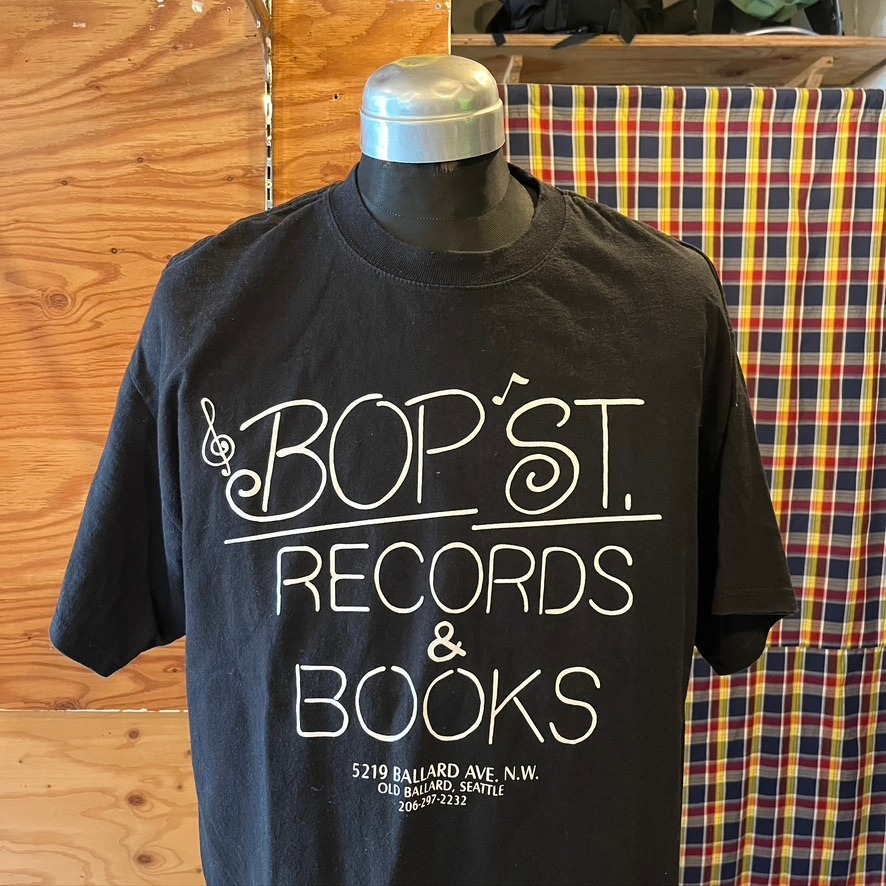 BOP ST.
RECORDS
&
BOOKS
5219 BALLARD AVE. N.W.
OLD BALLARD, SEATTLE
206-297-2232